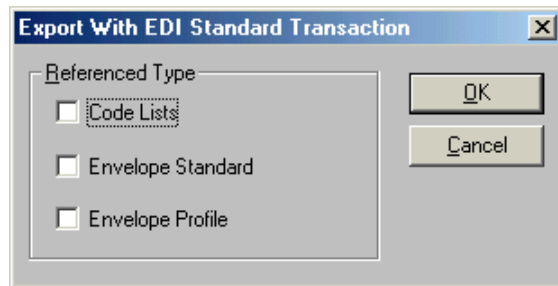 Export With EDI Standard Transaction
Referenced Type
Code Lists
Envelope Standard
Envelope Profile
OK
Cancel